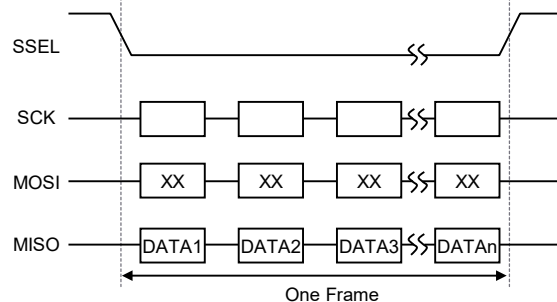 SSEL
SCK
MOSI XX XX XX XX
MISO DATA1 DATA2 DATA3 DATAn
One Frame